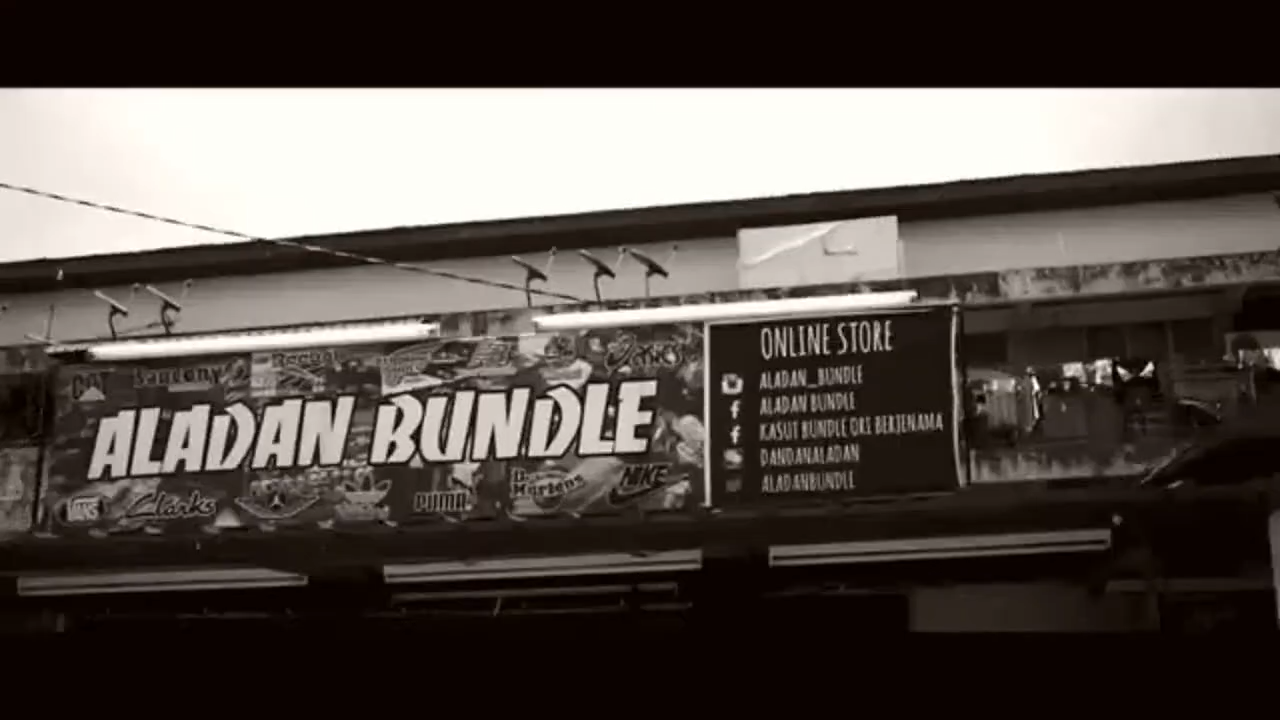 CAT
Saucony
ALADAN BUNDLE
Clarks
PUMA
Dr. Martens
NIKE
ONLINE STORE
ALADAN_BUNDLE
ALADAN BUNDLE
KASUT BUNDLE ORI BERJENAMA
DANDANALADAN
ALADANBUNDLE